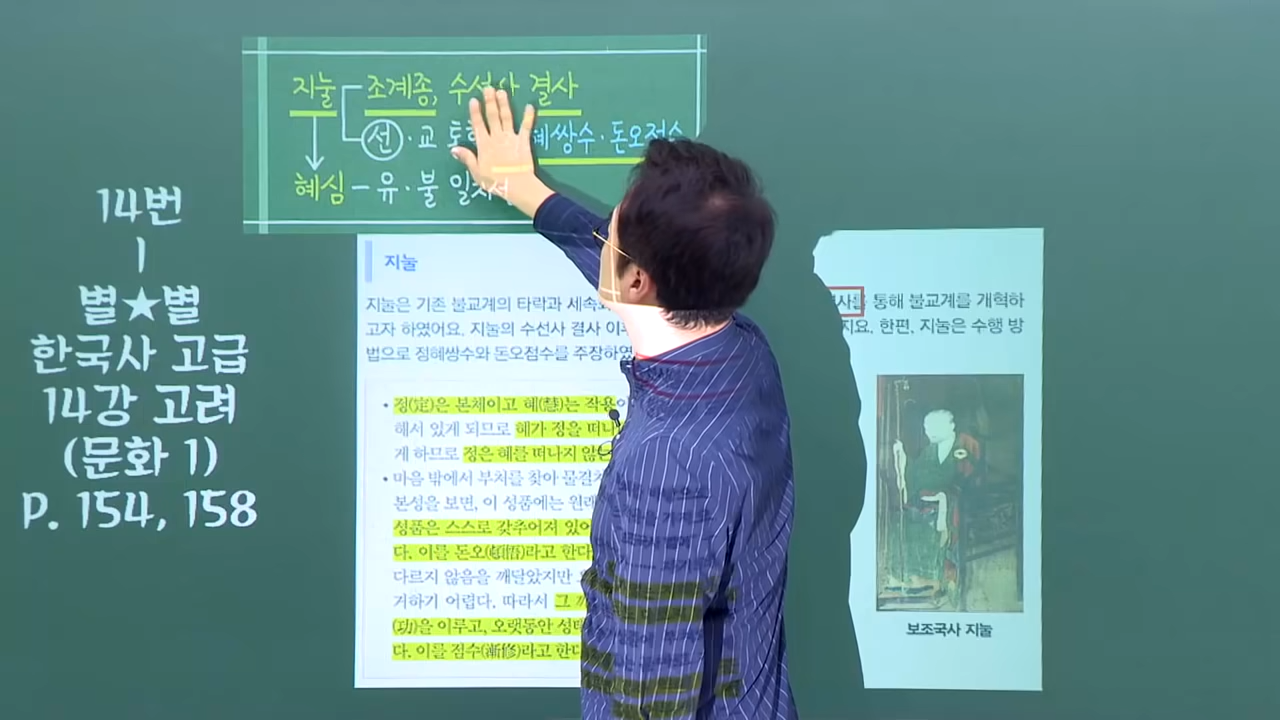 지눌 조계종, 수선사 결사
선·교 혜쌍수·돈오점수
혜심 - 유·불 일치설
14번
|
별★별
한국사 고급
14강 고려
(문화 1)
P. 154, 158
지눌
지눌은 기존 불교계의 타락과
고자 하였어요. 지눌의 수선사 결사
법으로 정혜쌍수와 돈오점수를 주장하였
• 정(定)은 본체이고 혜(慧)는 작용
해서 있게 되므로 혜가 정을 떠나
게 하므로 정은 혜를 떠나지 않
• 마음 밖에서 부처를 찾아
본성을 보면, 이 성품에는 원래
성품은 스스로 갖추어져 있
다. 이를 돈오(頓悟)라고 한다
다르지 않음을 깨달았지만
거하기 어렵다. 따라서 그
(功)을 이루고, 오랫동안
다. 이를 점수(漸修)라고 한다
사를 통해 불교계를 개혁하
지요. 한편, 지눌은 수행 방
보조국사 지눌